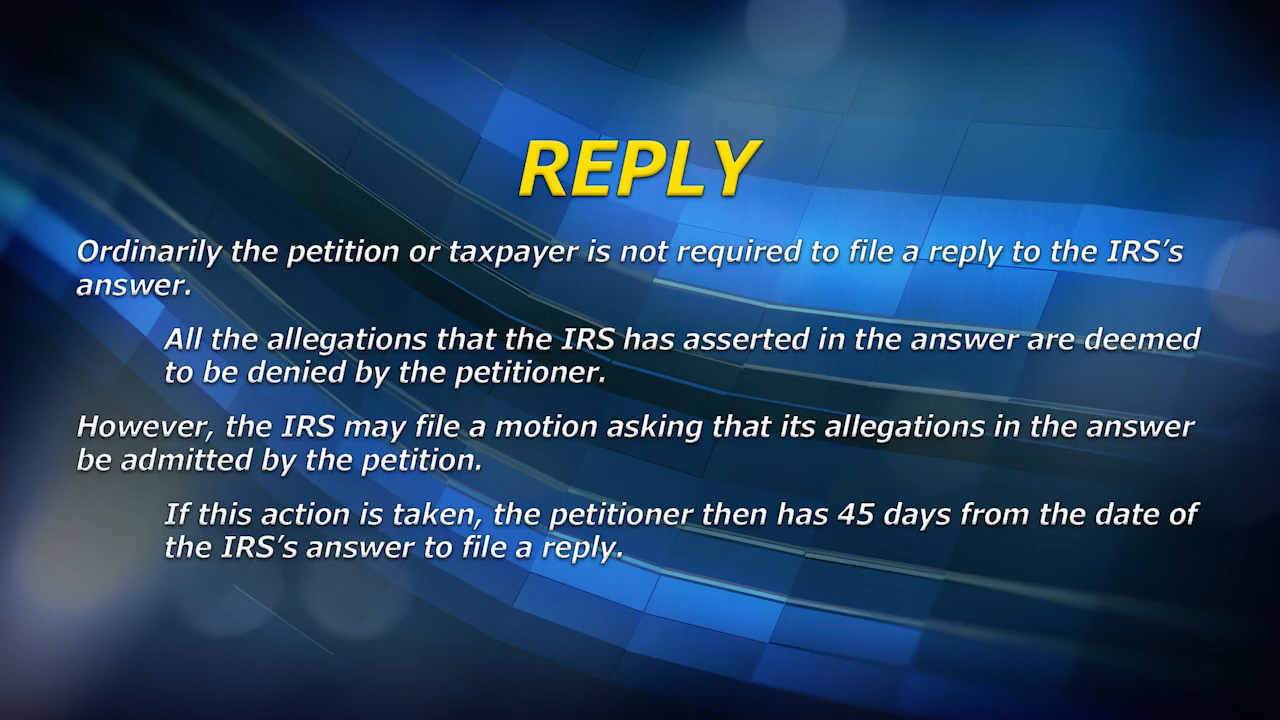 REPLY
Ordinarily the petition or taxpayer is not required to file a reply to the IRS’s
answer.
All the allegations that the IRS has asserted in the answer are deemed
to be denied by the petitioner.
However, the IRS may file a motion asking that its allegations in the answer
be admitted by the petition.
If this action is taken, the petitioner then has 45 days from the date of
the IRS’s answer to file a reply.